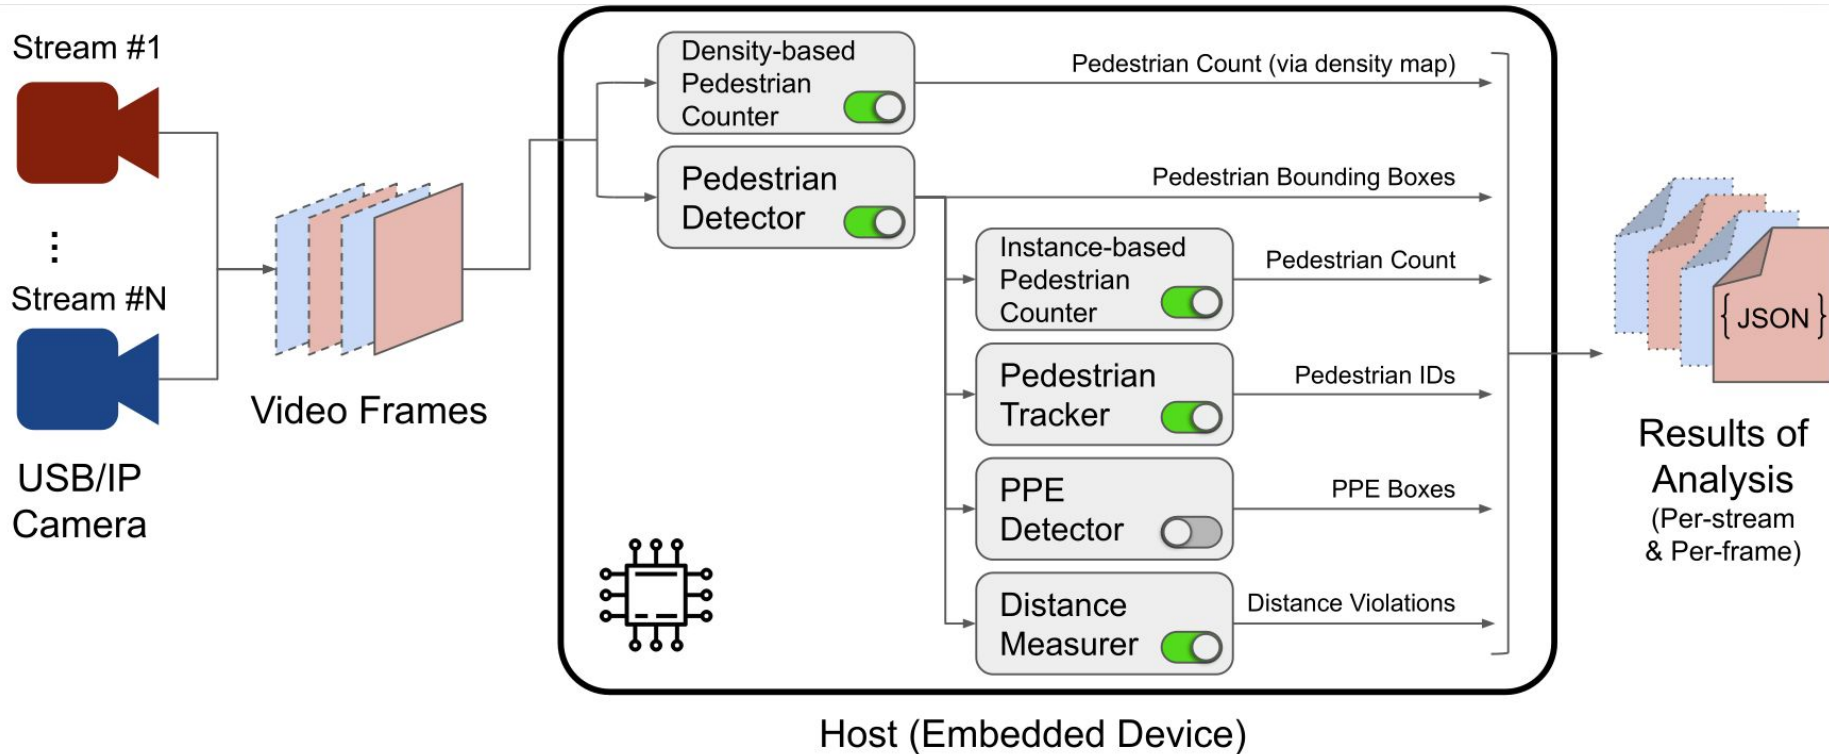 Stream #1
⋮
Stream #N
USB/IP
Camera
Video Frames
Density-based
Pedestrian
Counter
Pedestrian Count (via density map)
Pedestrian
Detector
Pedestrian Bounding Boxes
Instance-based
Pedestrian
Counter
Pedestrian Count
Pedestrian
Tracker
Pedestrian IDs
PPE
Detector
PPE Boxes
Distance
Measurer
Distance Violations
Host (Embedded Device)
{ JSON }
Results of
Analysis
(Per-stream
& Per-frame)